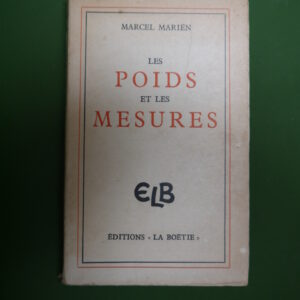 MARCEL MARIËN
LES
POIDS
ET LES
MESURES
ELB
ÉDITIONS « LA BOÉTIE »